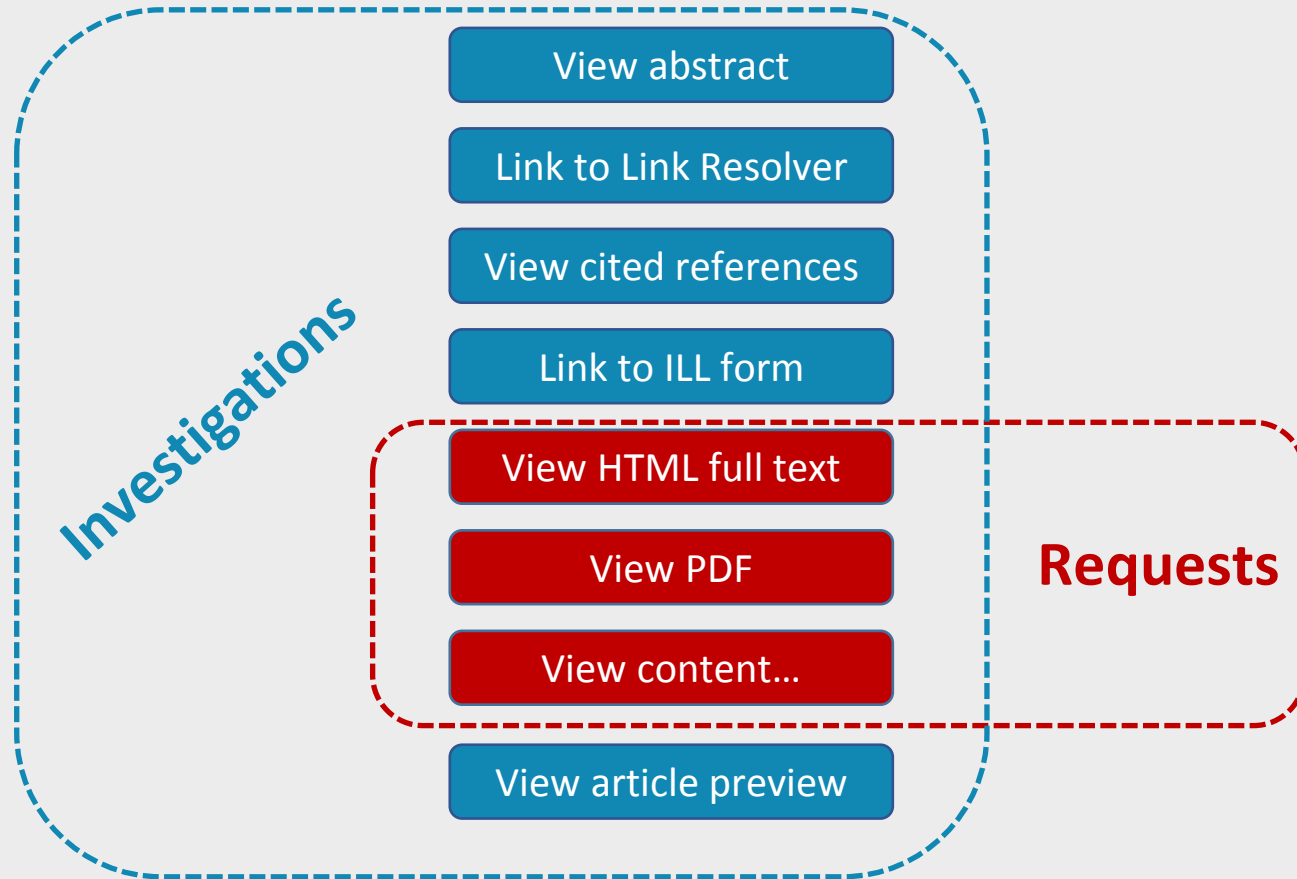 View abstract
Link to Link Resolver
View cited references
Link to ILL form
Investigations
View HTML full text
View PDF
Requests
View content…
View article preview